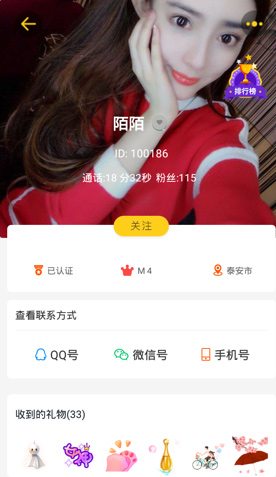 排行榜
陌陌
ID: 100186
通话:18 分32秒 粉丝:115
关注
已认证 M 4 泰安市
查看联系方式
QQ号 微信号 手机号
收到的礼物(33)
女神